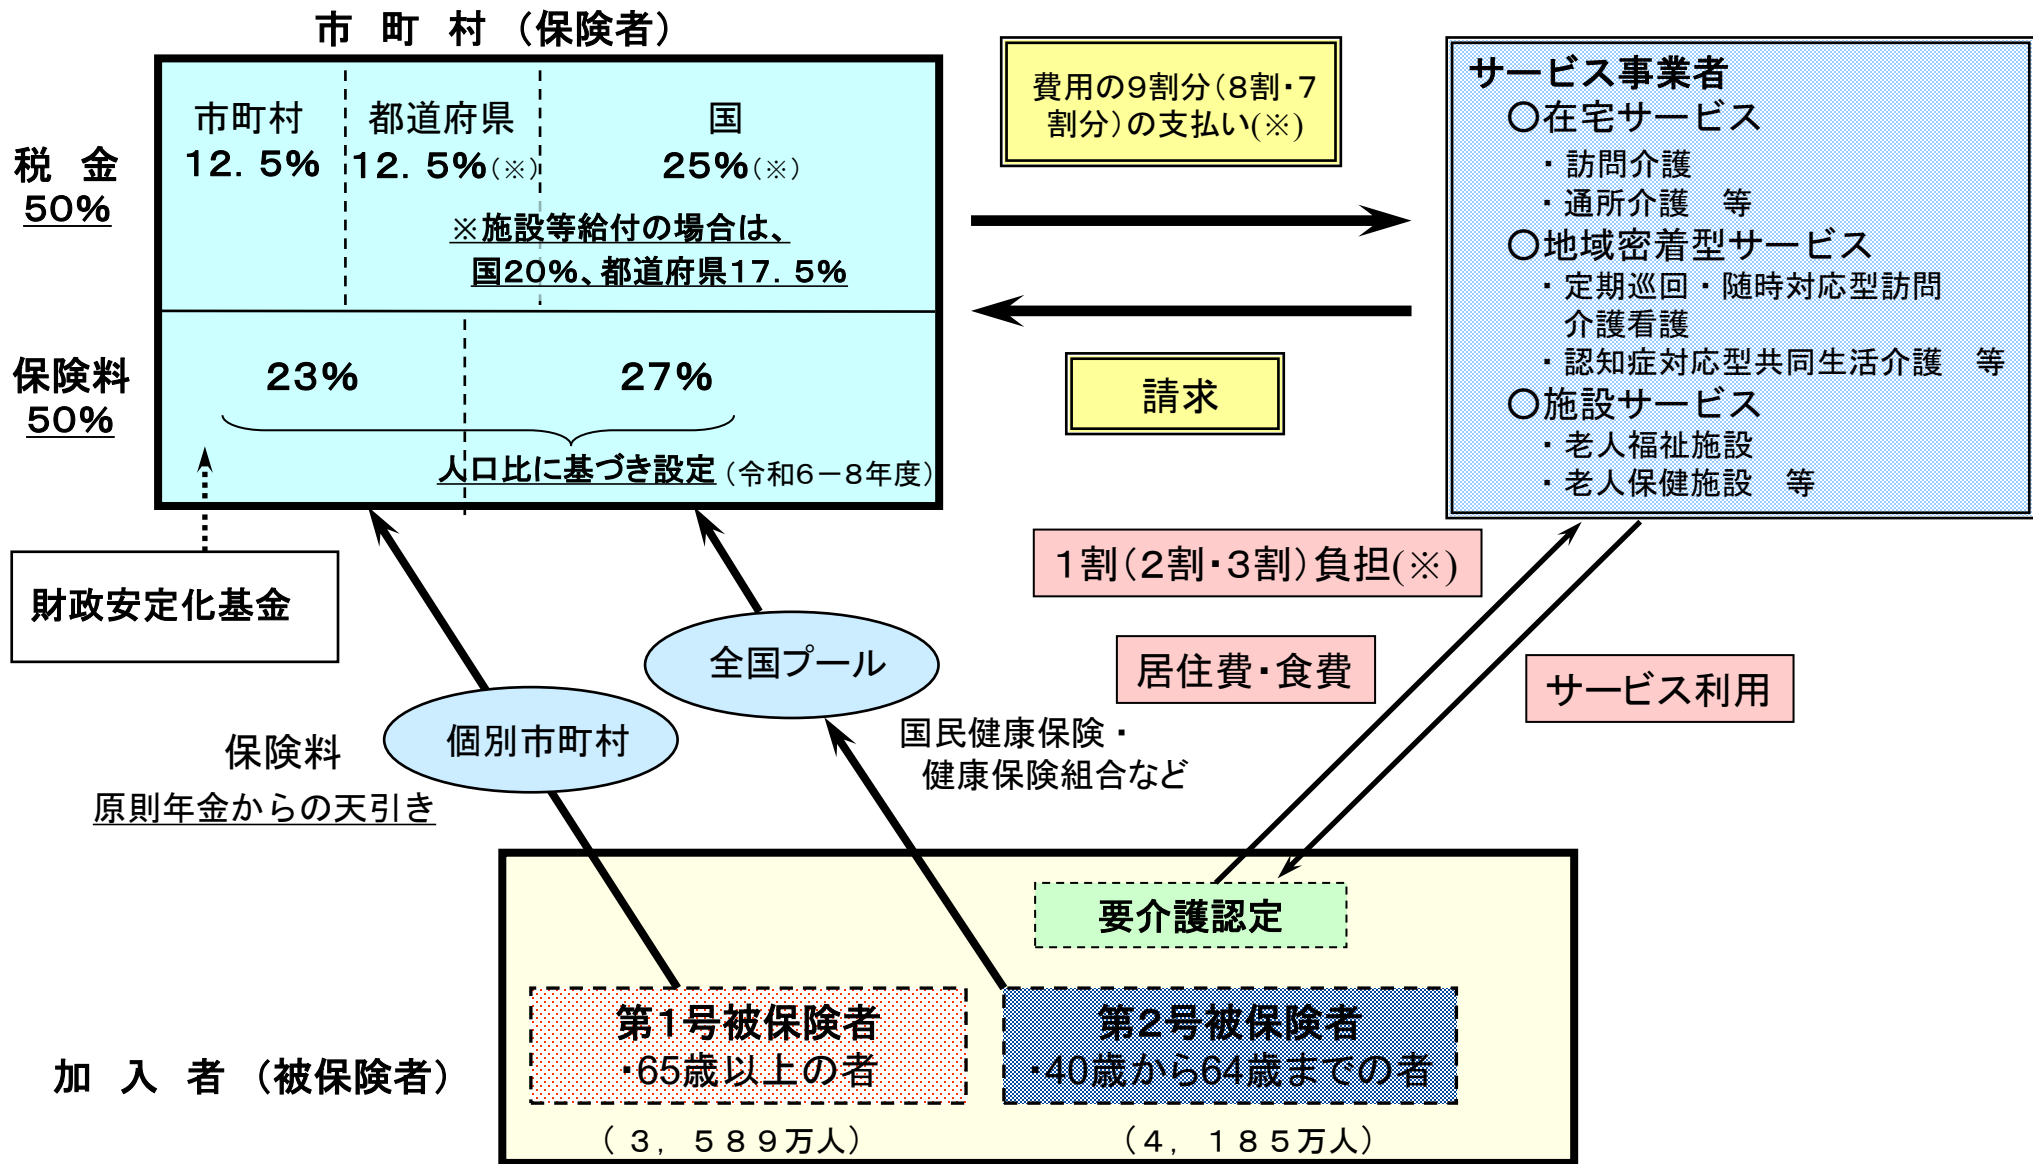 市　町　村　（保険者）
税　金
50%
市町村
12．5%
都道府県
12．5%(※)
国
25%(※)
※施設等給付の場合は、
国20%、都道府県17．5%
保険料
50%
23%
27%
人口比に基づき設定（令和6－8年度）
財政安定化基金
費用の９割分（８割・７
割分）の支払い(※)
請求
サービス事業者
○在宅サービス
・訪問介護
・通所介護　等
○地域密着型サービス
・定期巡回・随時対応型訪問
介護看護
・認知症対応型共同生活介護　等
○施設サービス
・老人福祉施設
・老人保健施設　等
１割（２割・３割）負担(※)
居住費・食費
サービス利用
全国プール
個別市町村
保険料
原則年金からの天引き
国民健康保険・
健康保険組合など
要介護認定
第１号被保険者
・65歳以上の者
第２号被保険者
・40歳から64歳までの者
加　入　者　（被保険者）
（３，５８９万人）
（４，１８５万人）